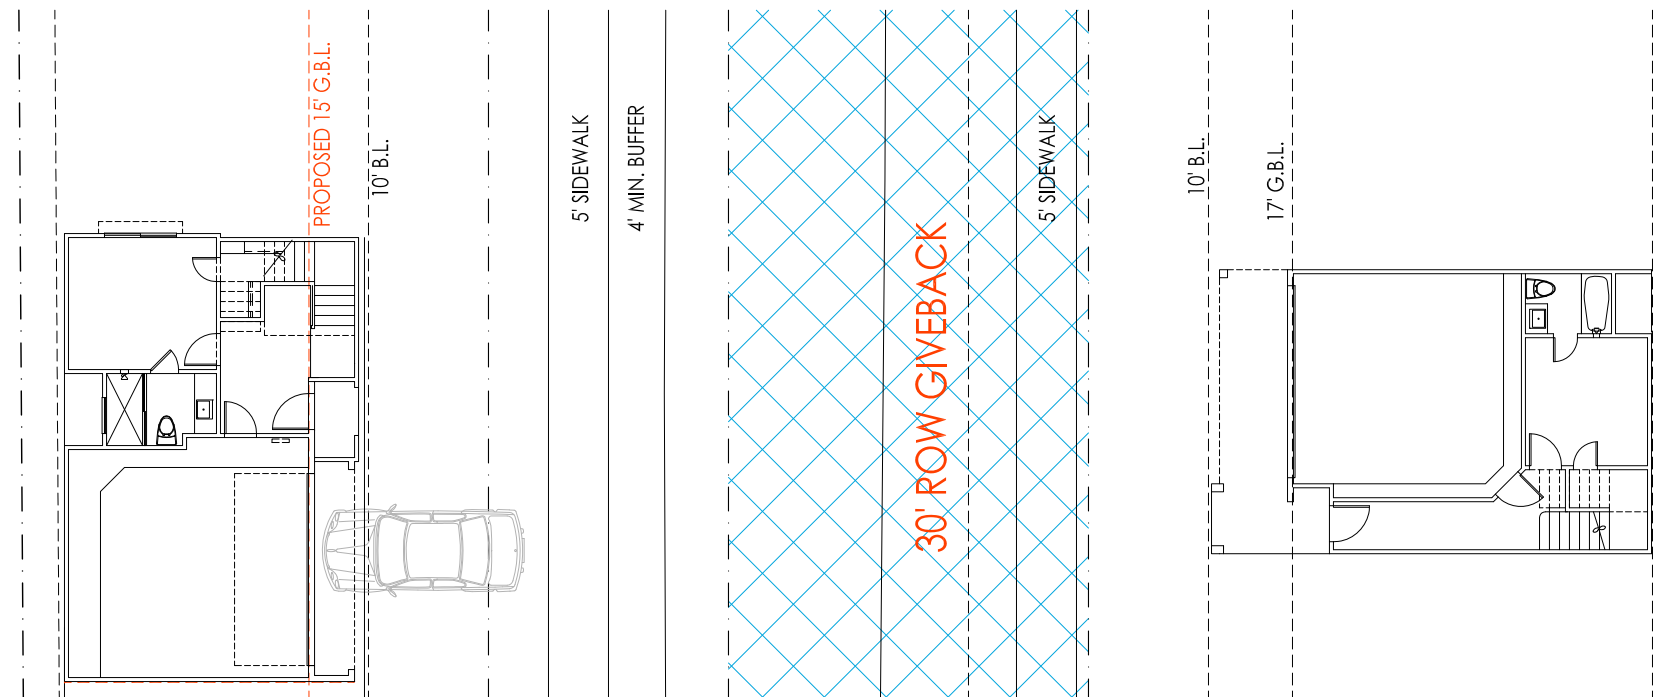 PROPOSED 15' G.B.L.
10' B.L.
5' SIDEWALK
4' MIN. BUFFER
30' ROW GIVEBACK
5' SIDEWALK
10' B.L.
17' G.B.L.